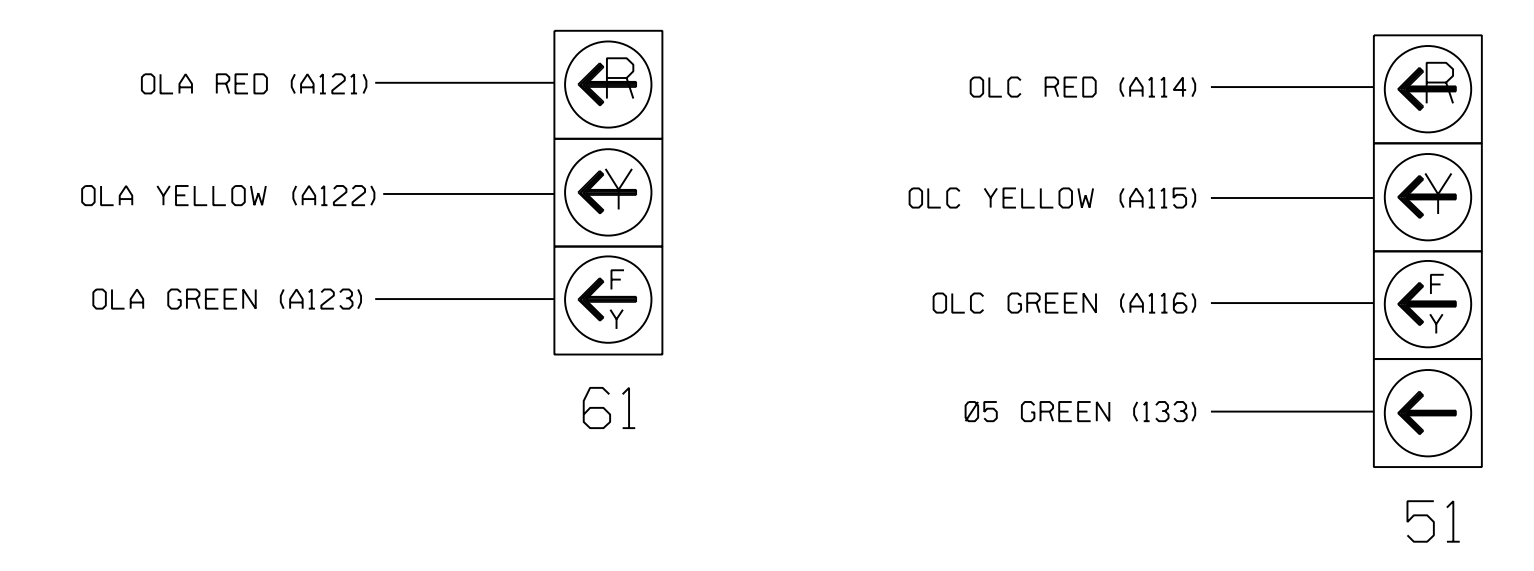 OLA RED (A121)
R
OLA YELLOW (A122)
Y
OLA GREEN (A123)
F
Y
61
OLC RED (A114)
R
OLC YELLOW (A115)
Y
OLC GREEN (A116)
F
Y
Ø5 GREEN (133)
51